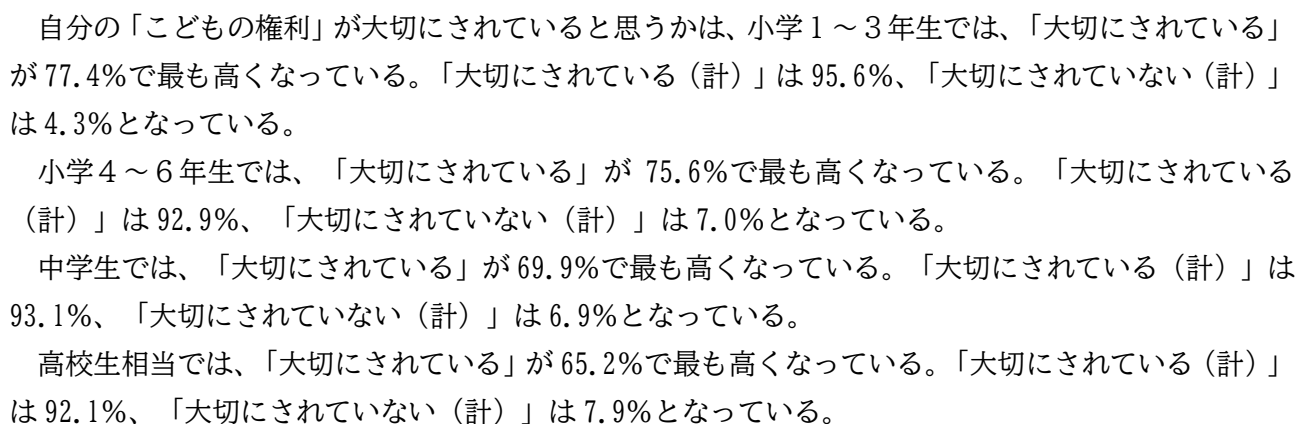 自分の「こどもの権利」が大切にされていると思うかは、小学1～3年生では、「大切にされている」
が77.4%で最も高くなっている。「大切にされている（計）」は95.6%、「大切にされていない（計）」
は4.3%となっている。
小学4～6年生では、「大切にされている」が 75.6%で最も高くなっている。「大切にされている
（計）」は92.9%、「大切にされていない（計）」は7.0%となっている。
中学生では、「大切にされている」が69.9%で最も高くなっている。「大切にされている（計）」は
93.1%、「大切にされていない（計）」は6.9%となっている。
高校生相当では、「大切にされている」が65.2%で最も高くなっている。「大切にされている（計）」
は92.1%、「大切にされていない（計）」は7.9%となっている。